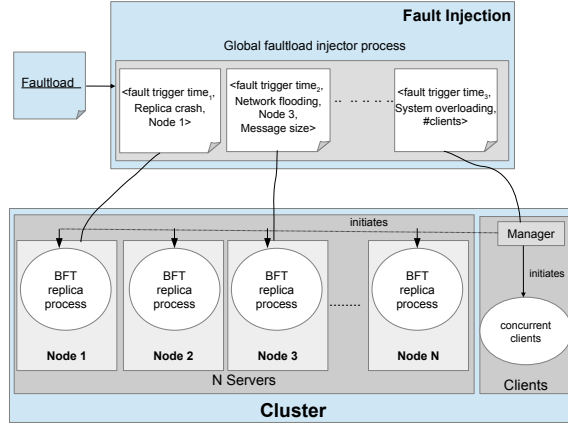 Fault Injection
Global faultload injector process
Faultload
<fault trigger time1,
Replica crash,
Node 1>
<fault trigger time2,
Network flooding,
Node 3,
Message size>
.. .. .. .. ..
<fault trigger time3,
System overloading,
#clients>
initiates
Manager
initiates
BFT
replica
process
Node 1
BFT
replica
process
Node 2
BFT
replica
process
Node 3
........
BFT
replica
process
Node N
concurrent
clients
N Servers
Clients
Cluster